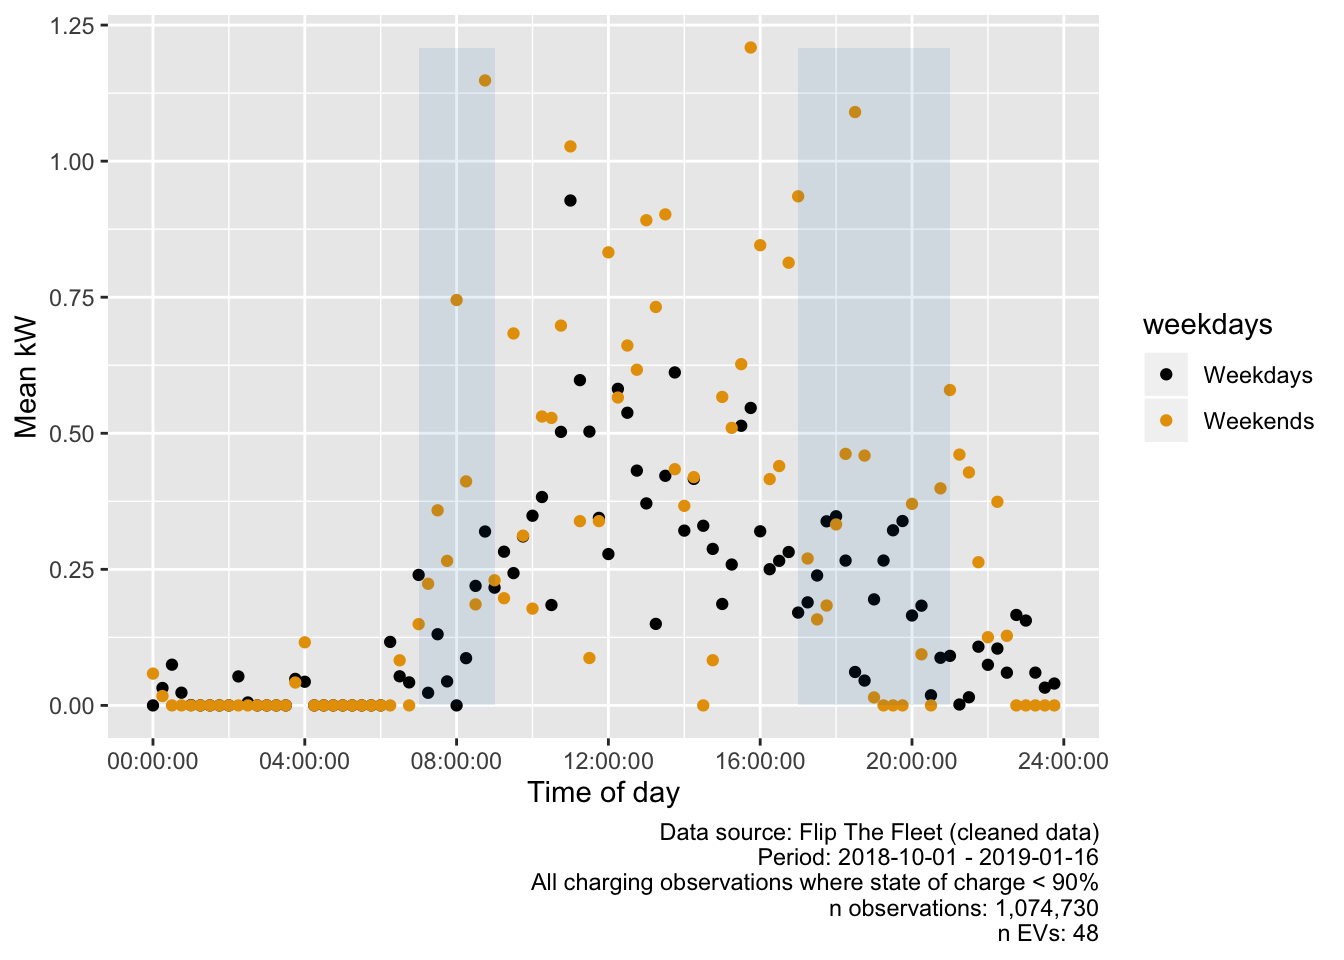 1.25
1.00
0.75
0.50
0.25
0.00
Mean kW
00:00:00 04:00:00 08:00:00 12:00:00 16:00:00 20:00:00 24:00:00
Time of day
weekdays
Weekdays
Weekends
Data source: Flip The Fleet (cleaned data)
Period: 2018-10-01 - 2019-01-16
All charging observations where state of charge < 90%
n observations: 1,074,730
n EVs: 48